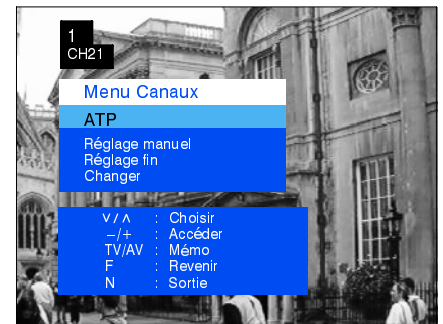 1
CH21
Menu Canaux
ATP
Réglage manuel
Réglage fin
Changer
∨/∧ : Choisir
−/+ : Accéder
TV/AV : Mémo
F : Revenir
N : Sortie